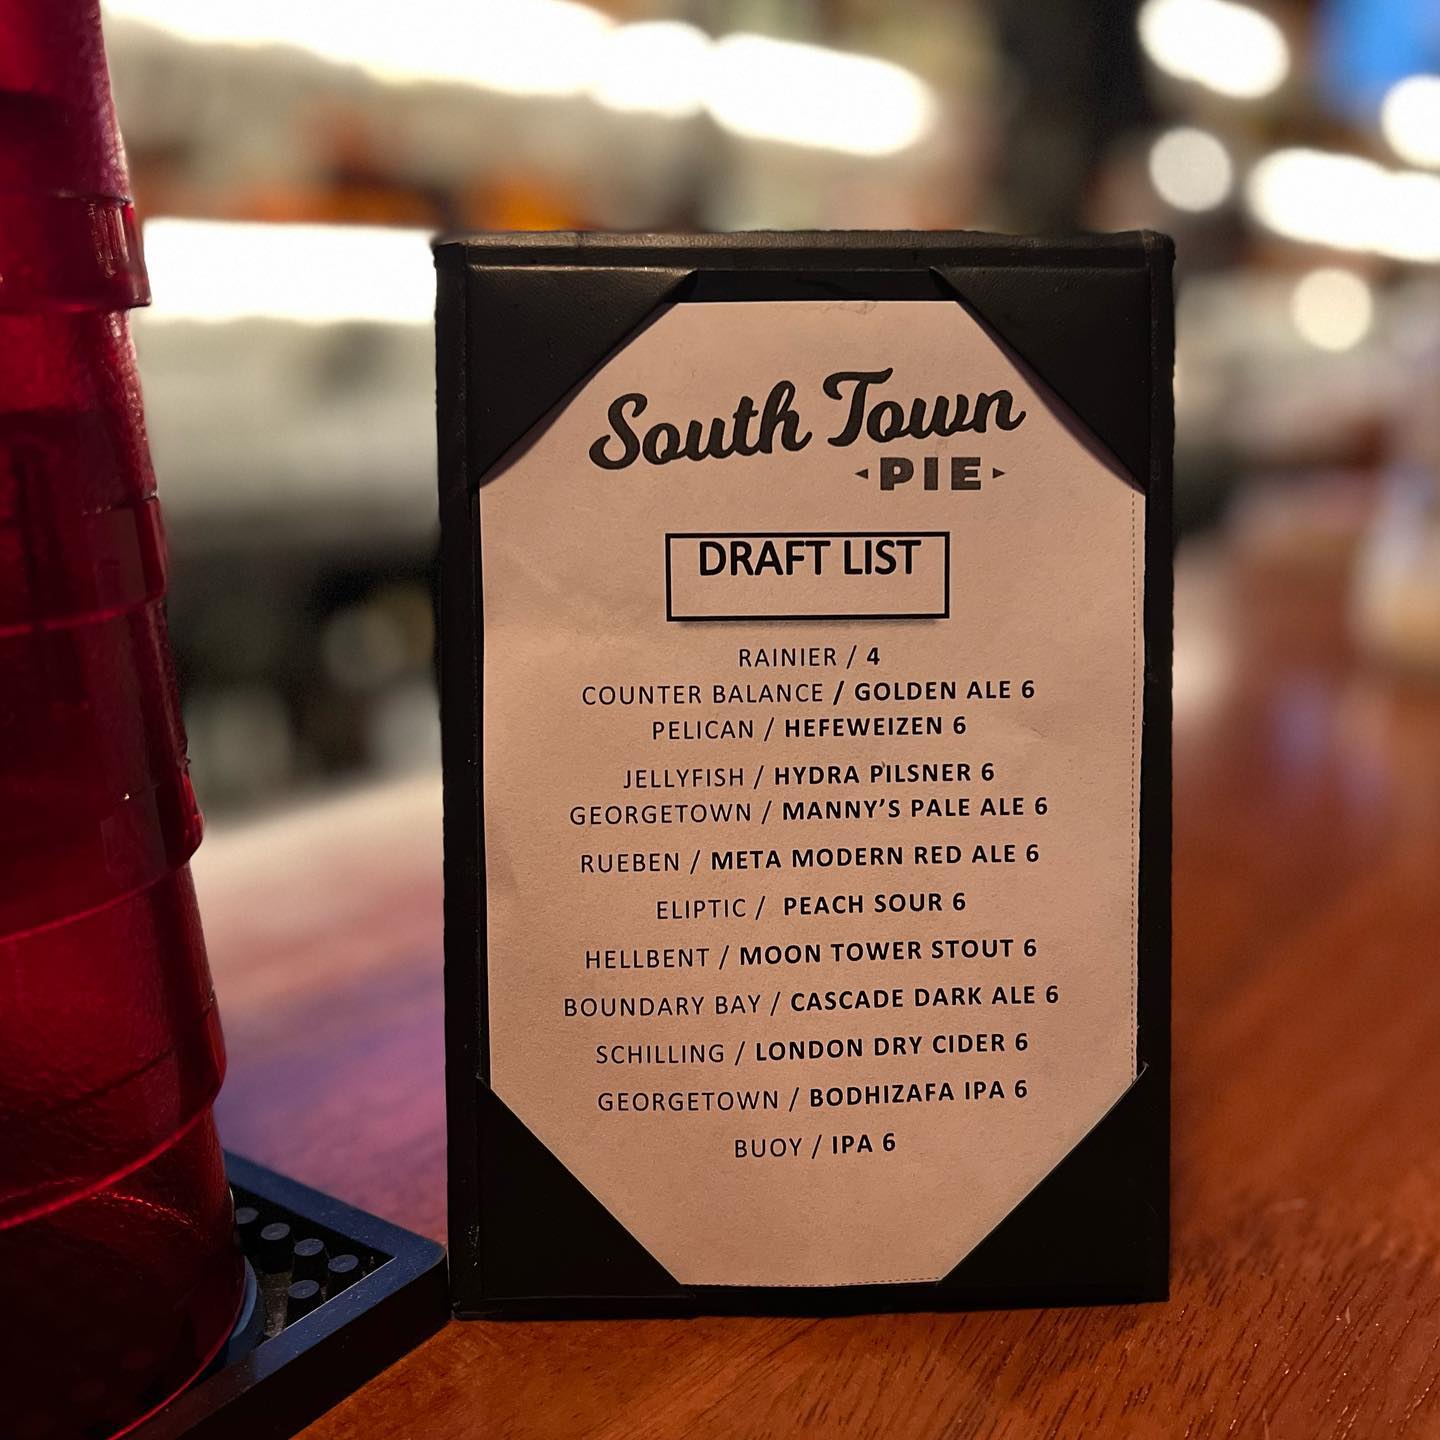 South Town
PIE
DRAFT LIST
RAINIER / 4
COUNTER BALANCE / GOLDEN ALE 6
PELICAN / HEFEWEIZEN 6
JELLYFISH / HYDRA PILSNER 6
GEORGETOWN / MANNY'S PALE ALE 6
RUEBEN / META MODERN RED ALE 6
ELIPTIC / PEACH SOUR 6
HELLBENT / MOON TOWER STOUT 6
BOUNDARY BAY / CASCADE DARK ALE 6
SCHILLING / LONDON DRY CIDER 6
GEORGETOWN / BODHIZAFA IPA 6
BUOY / IPA 6